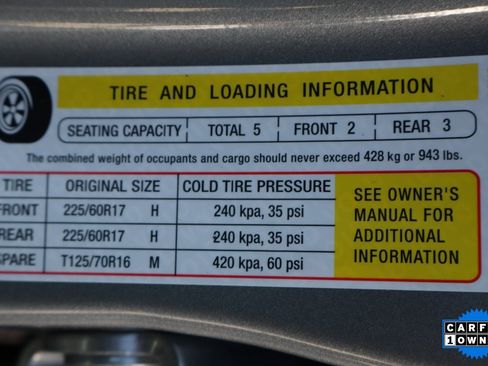 TIRE AND LOADING INFORMATION
SEATING CAPACITY TOTAL 5 FRONT 2 REAR 3
The combined weight of occupants and cargo should never exceed 428 kg or 943 lbs.
TIRE ORIGINAL SIZE COLD TIRE PRESSURE
FRONT 225/60R17 H 240 kpa, 35 psi
REAR 225/60R17 H 240 kpa, 35 psi
SPARE T125/70R16 M 420 kpa, 60 psi
SEE OWNER'S
MANUAL FOR
ADDITIONAL
INFORMATION
CARF
1 OWN